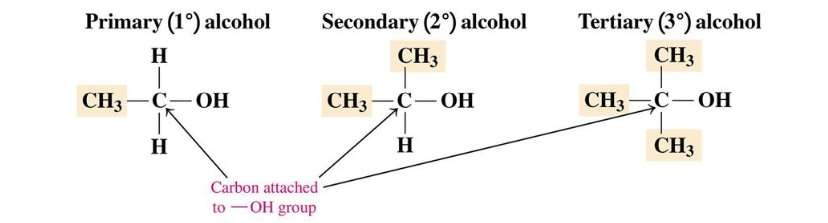 Primary (1°) alcohol Secondary (2°) alcohol Tertiary (3°) alcohol
H CH₃ CH₃
CH₃—C—OH CH₃—C—OH CH₃—C—OH
H H CH₃
Carbon attached
to —OH group